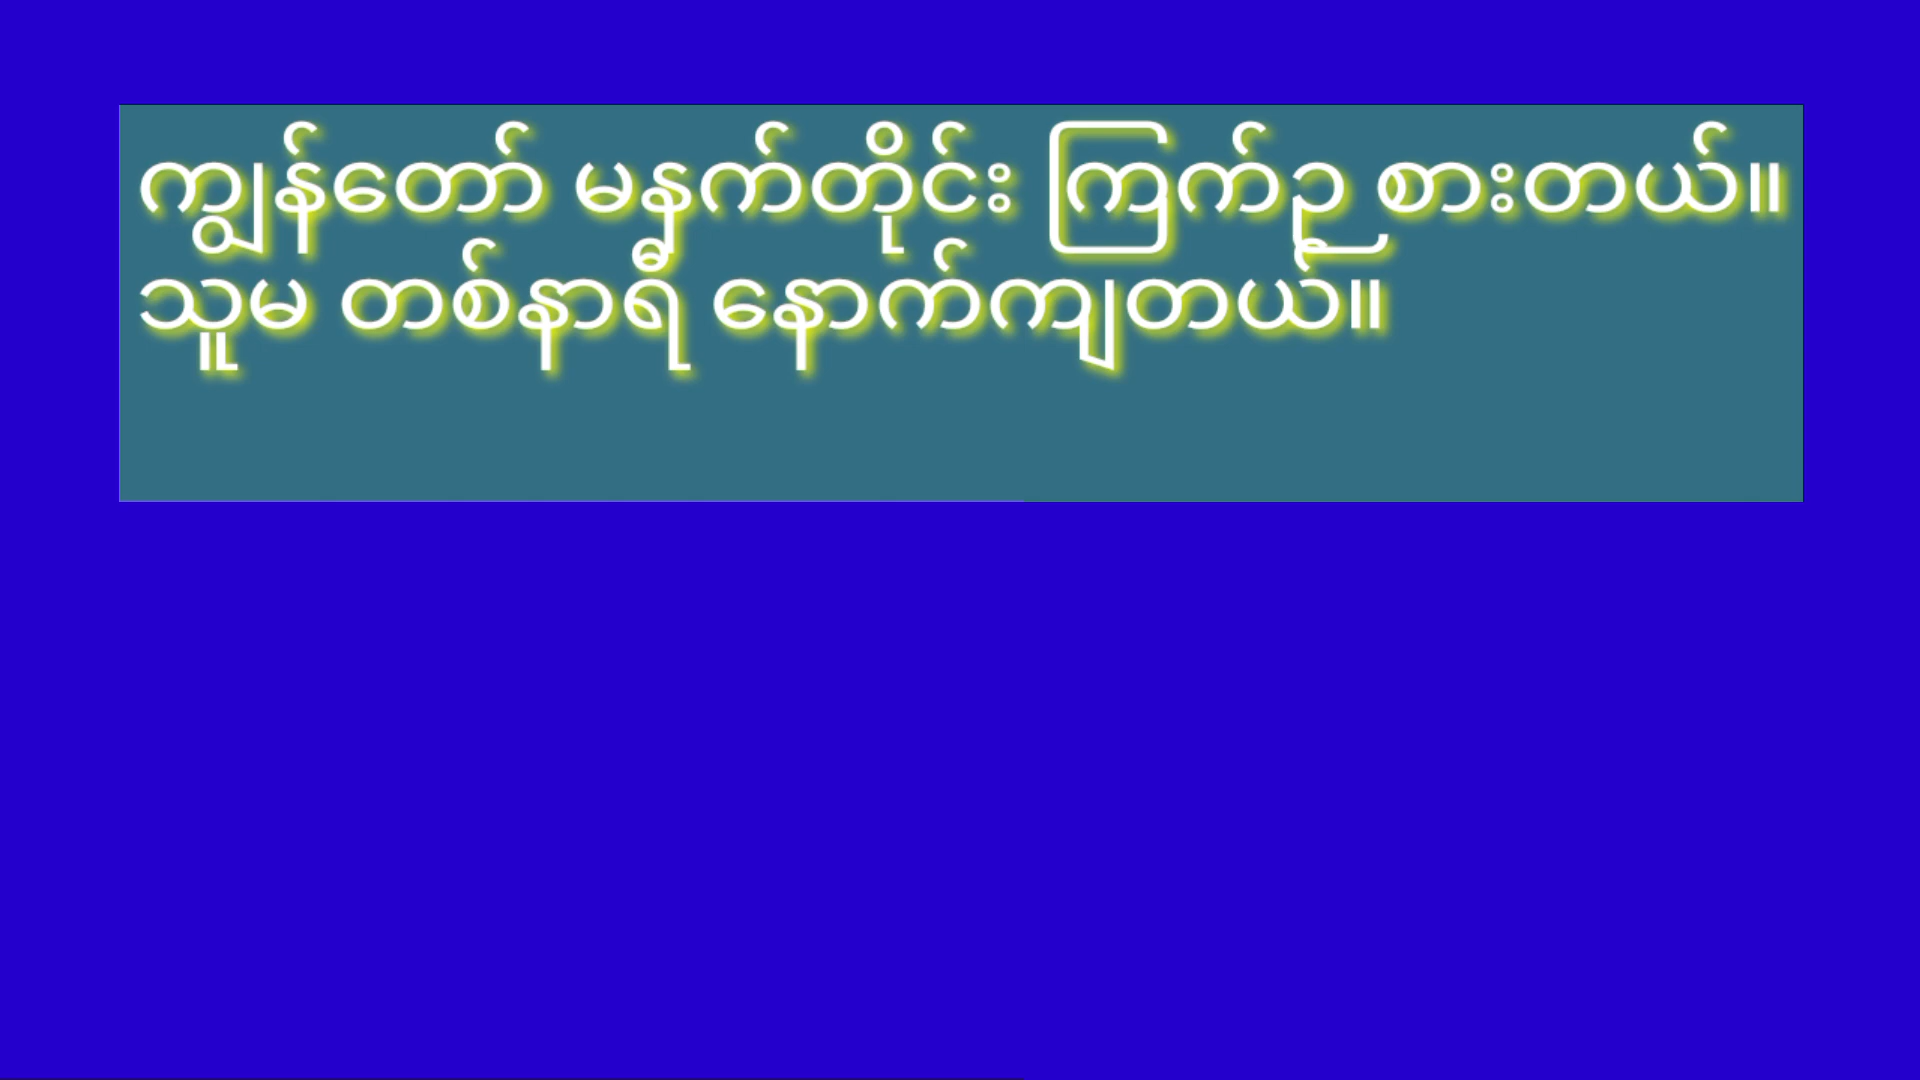 ကျွန်တော် မနက်တိုင်း ကြက်ဥ စားတယ်။
သူမ တစ်နာရီ နောက်ကျတယ်။